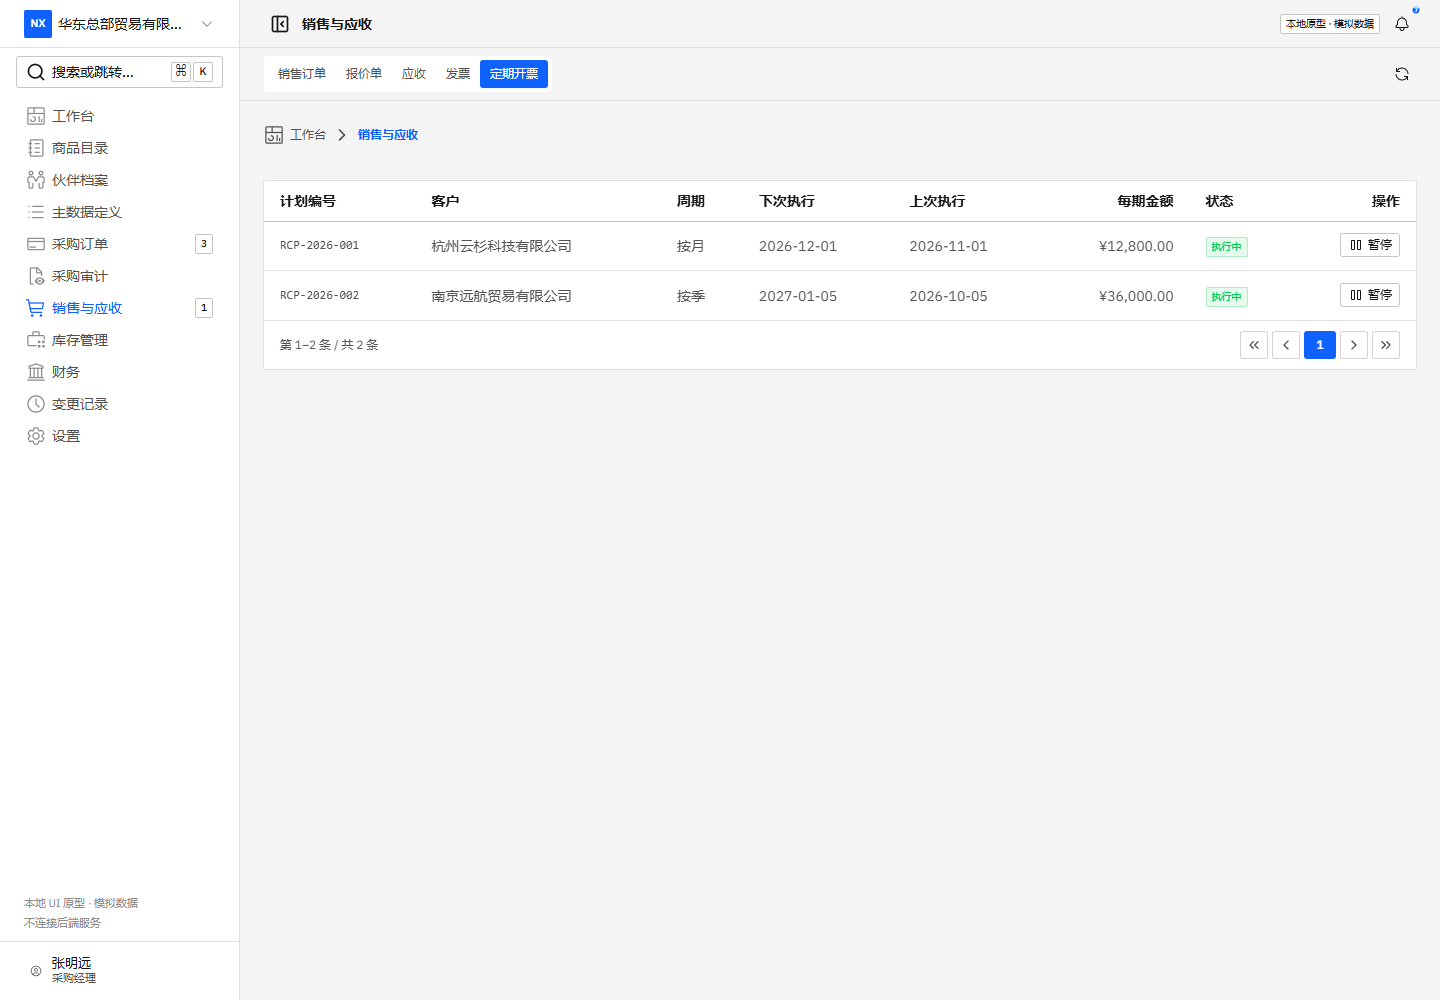 NX 华东总部贸易有限...
搜索或跳转... ⌘ K
工作台
商品目录
伙伴档案
主数据定义
采购订单 3
采购审计
销售与应收 1
库存管理
财务
变更记录
设置
本地 UI 原型 · 模拟数据
不连接后端服务
张明远
采购经理
销售与应收
本地原型 · 模拟数据
销售订单 报价单 应收 发票 定期开票
工作台 销售与应收
计划编号 客户 周期 下次执行 上次执行 每期金额 状态 操作
RCP-2026-001 杭州云杉科技有限公司 按月 2026-12-01 2026-11-01 ¥12,800.00 执行中 暂停
RCP-2026-002 南京远航贸易有限公司 按季 2027-01-05 2026-10-05 ¥36,000.00 执行中 暂停
第 1–2 条 / 共 2 条 1